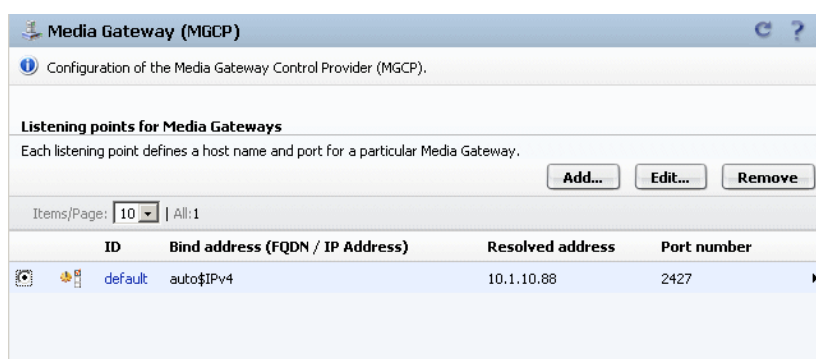 Media Gateway (MGCP)
Configuration of the Media Gateway Control Provider (MGCP).
Listening points for Media Gateways
Each listening point defines a host name and port for a particular Media Gateway.
Add... Edit... Remove
Items/Page: 10 | All:1
ID Bind address (FQDN / IP Address) Resolved address Port number
default auto$IPv4 10.1.10.88 2427